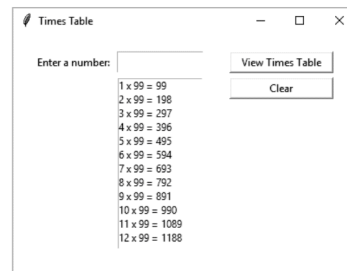 Times Table
Enter a number:
View Times Table
Clear
1 x 99 = 99
2 x 99 = 198
3 x 99 = 297
4 x 99 = 396
5 x 99 = 495
6 x 99 = 594
7 x 99 = 693
8 x 99 = 792
9 x 99 = 891
10 x 99 = 990
11 x 99 = 1089
12 x 99 = 1188